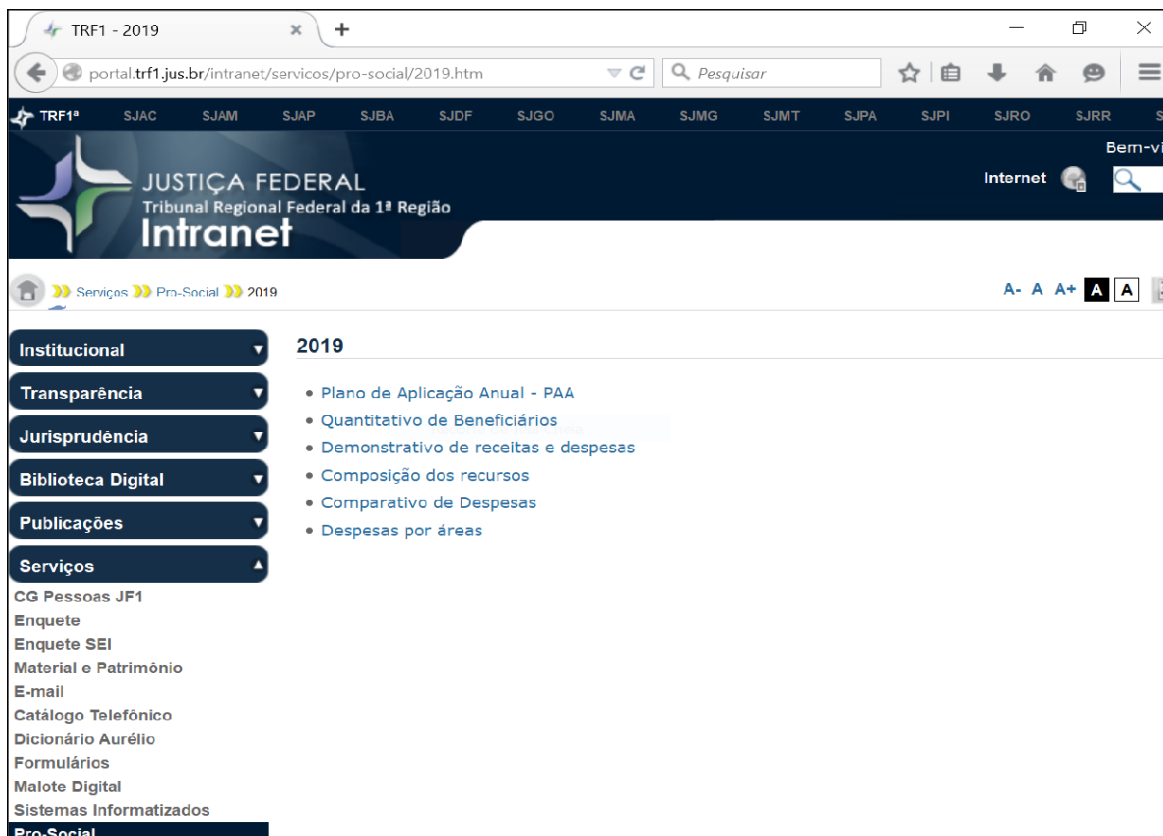 TRF1 - 2019
portal.trf1.jus.br/intranet/servicos/pro-social/2019.htm
Pesquisar
TRF1ª SJAC SJAM SJAP SJBA SJDF SJGO SJMA SJMG SJMT SJPA SJPI SJRO SJRR S
Bem-vi
JUSTIÇA FEDERAL
Internet
Tribunal Regional Federal da 1ª Região
Intranet
Serviços Pro-Social 2019
A- A A+ A A
Institucional
2019
Transparência
Plano de Aplicação Anual - PAA
Quantitativo de Beneficiários
Jurisprudência
Demonstrativo de receitas e despesas
Biblioteca Digital
Composição dos recursos
Comparativo de Despesas
Publicações
Despesas por áreas
Serviços
CG Pessoas JF1
Enquete
Enquete SEI
Material e Patrimônio
E-mail
Catálogo Telefônico
Dicionário Aurélio
Formulários
Malote Digital
Sistemas Informatizados
Pro-Social